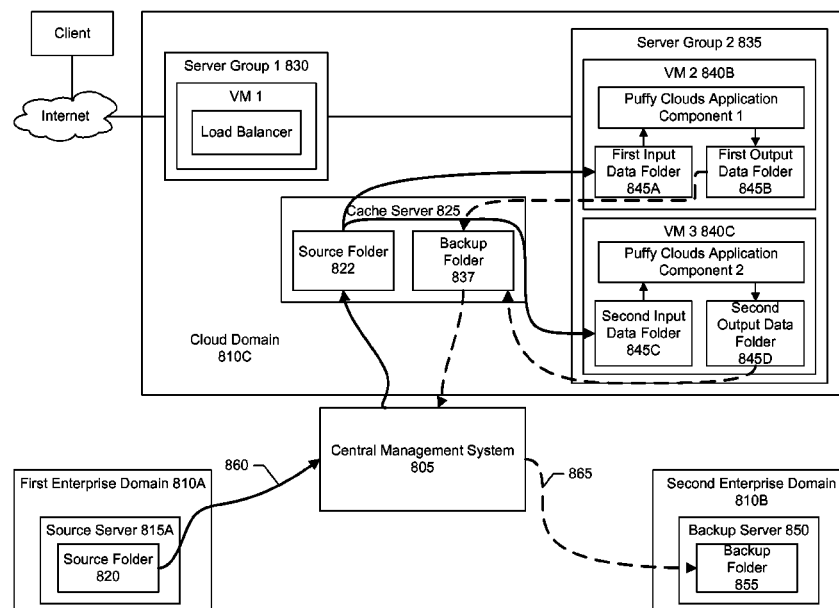 Client
Internet
Server Group 1 830
VM 1
Load Balancer
Server Group 2 835
VM 2 840B
Puffy Clouds Application
Component 1
First Input
Data Folder
845A
First Output
Data Folder
845B
Cache Server 825
Source Folder
822
Backup
Folder
837
VM 3 840C
Puffy Clouds Application
Component 2
Second Input
Data Folder
845C
Second
Output Data
Folder
845D
Cloud Domain
810C
Central Management System
805
860
865
First Enterprise Domain 810A
Source Server 815A
Source Folder
820
Second Enterprise Domain
810B
Backup Server 850
Backup
Folder
855